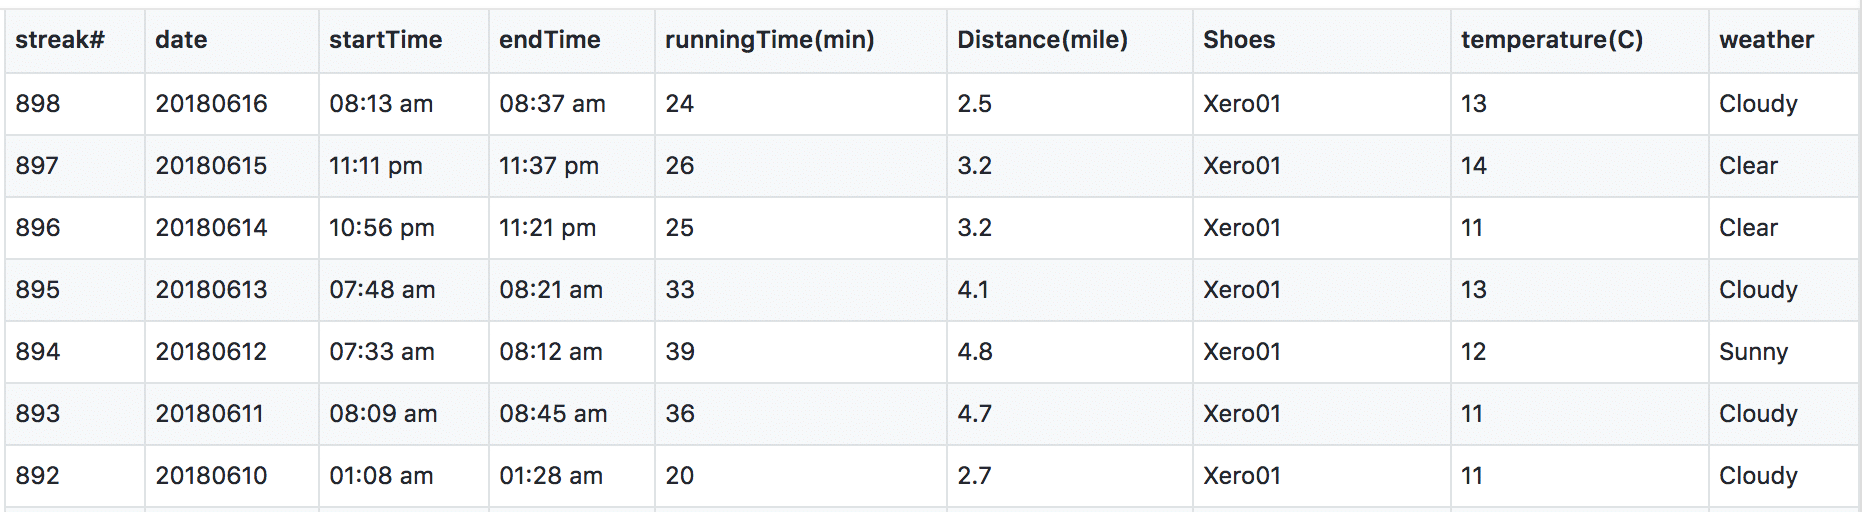 streak# date startTime endTime runningTime(min) Distance(mile) Shoes temperature(C) weather
898 20180616 08:13 am 08:37 am 24 2.5 Xero01 13 Cloudy
897 20180615 11:11 pm 11:37 pm 26 3.2 Xero01 14 Clear
896 20180614 10:56 pm 11:21 pm 25 3.2 Xero01 11 Clear
895 20180613 07:48 am 08:21 am 33 4.1 Xero01 13 Cloudy
894 20180612 07:33 am 08:12 am 39 4.8 Xero01 12 Sunny
893 20180611 08:09 am 08:45 am 36 4.7 Xero01 11 Cloudy
892 20180610 01:08 am 01:28 am 20 2.7 Xero01 11 Cloudy